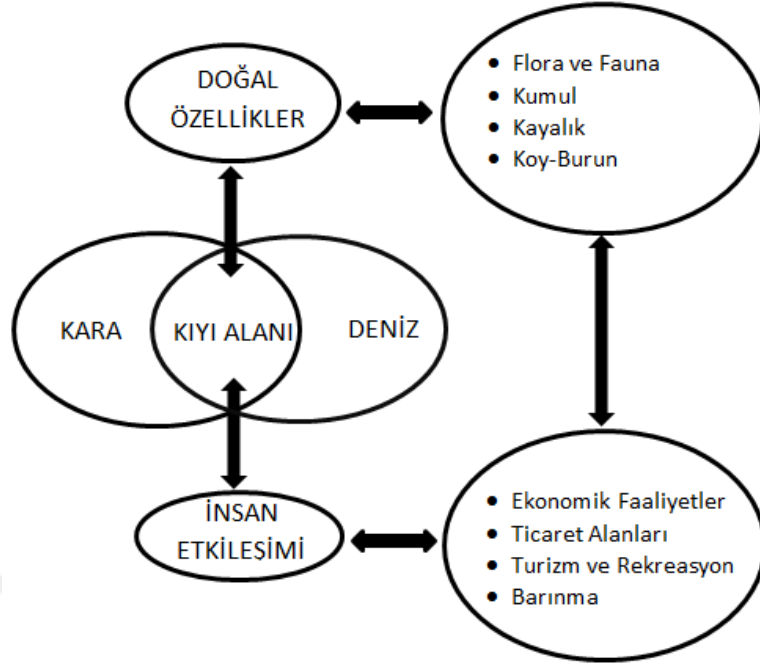 DOĞAL
ÖZELLİKLER
• Flora ve Fauna
• Kumul
• Kayalık
• Koy-Burun
KARA
KIYI ALANI
DENİZ
İNSAN
ETKİLEŞİMİ
• Ekonomik Faaliyetler
• Ticaret Alanları
• Turizm ve Rekreasyon
• Barınma